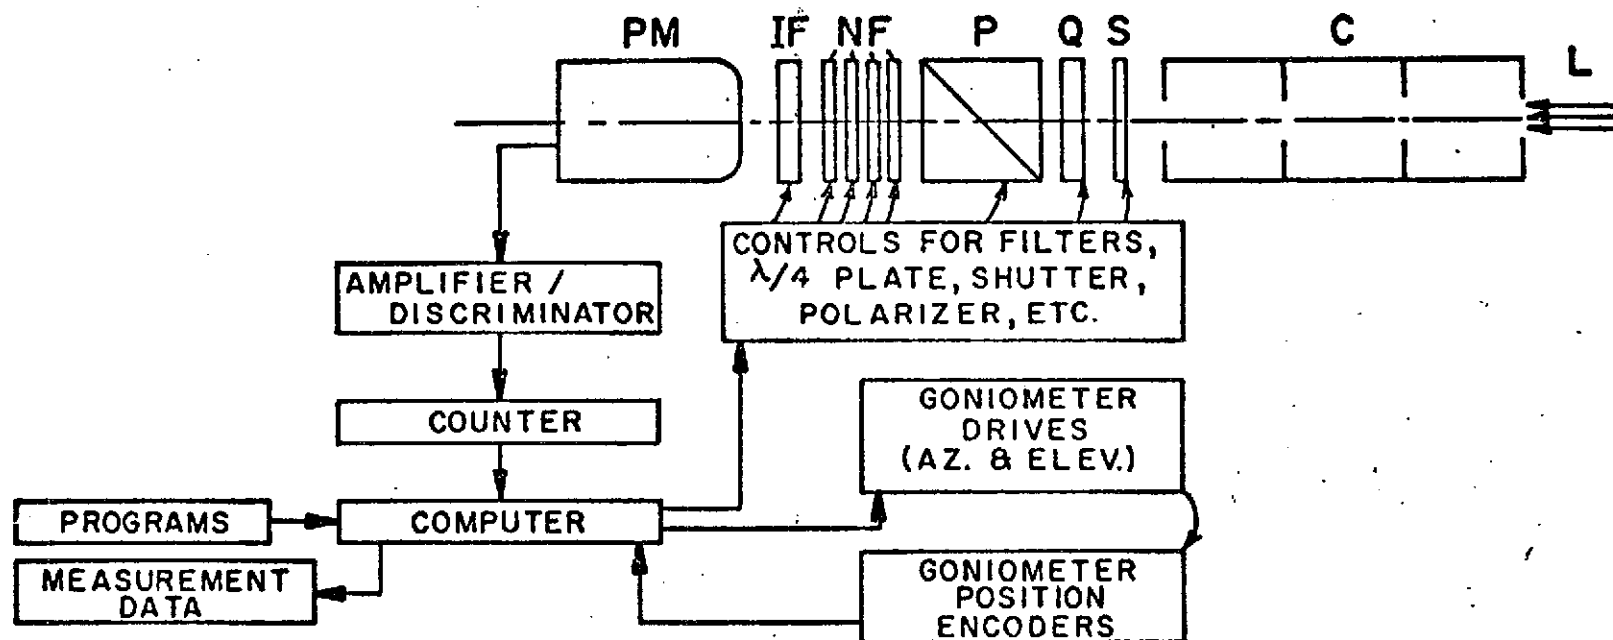 PM IF NF P Q S C L
CONTROLS FOR FILTERS,
λ/4 PLATE, SHUTTER,
POLARIZER, ETC.
AMPLIFIER /
DISCRIMINATOR
COUNTER
GONIOMETER
DRIVES
(AZ. & ELEV.)
PROGRAMS
COMPUTER
MEASUREMENT
DATA
GONIOMETER
POSITION
ENCODERS